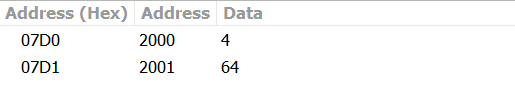 Address (Hex) Address Data
07D0 2000 4
07D1 2001 64